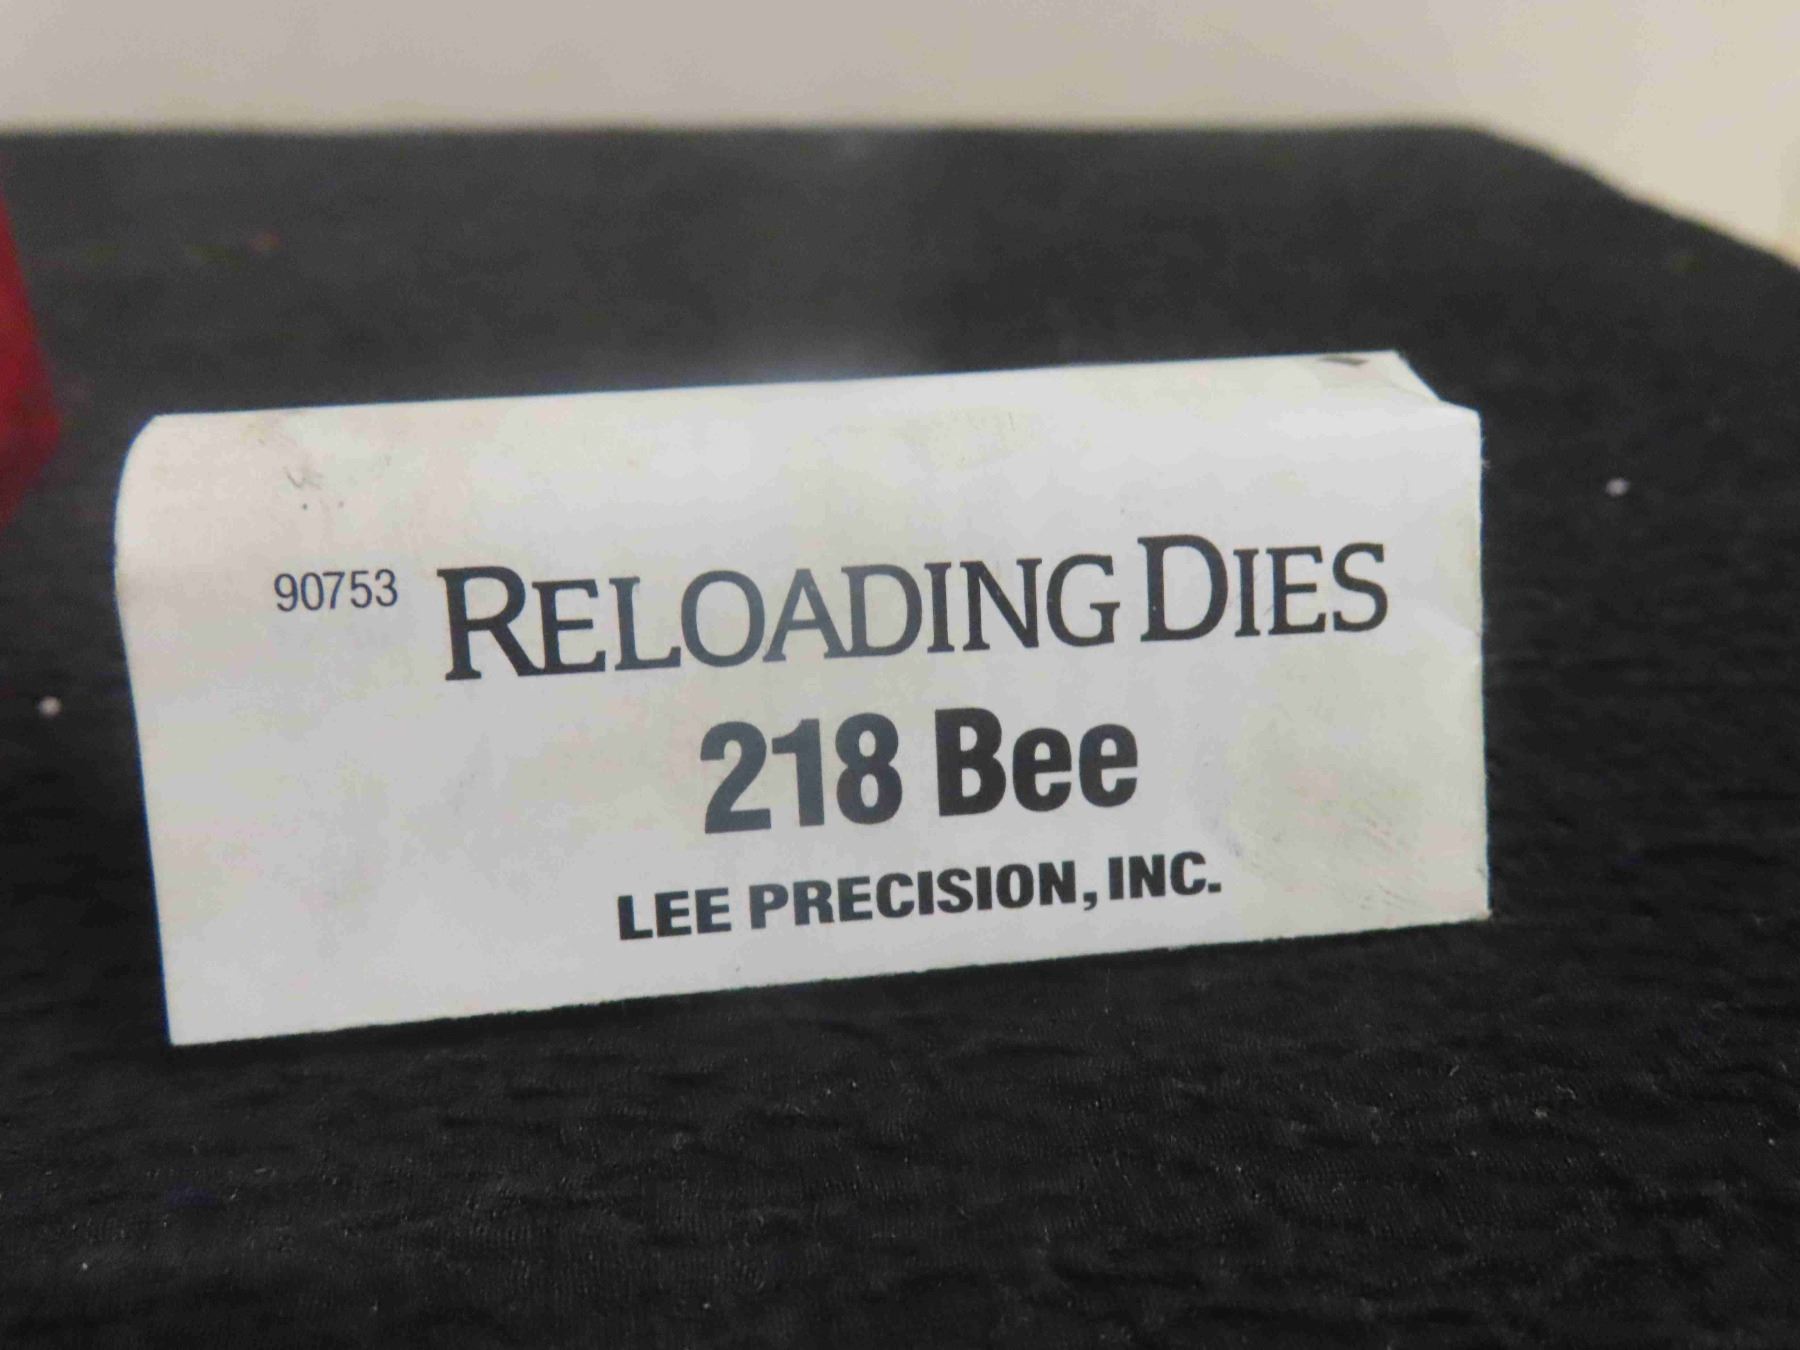 90753 RELOADING DIES
218 Bee
LEE PRECISION, INC.